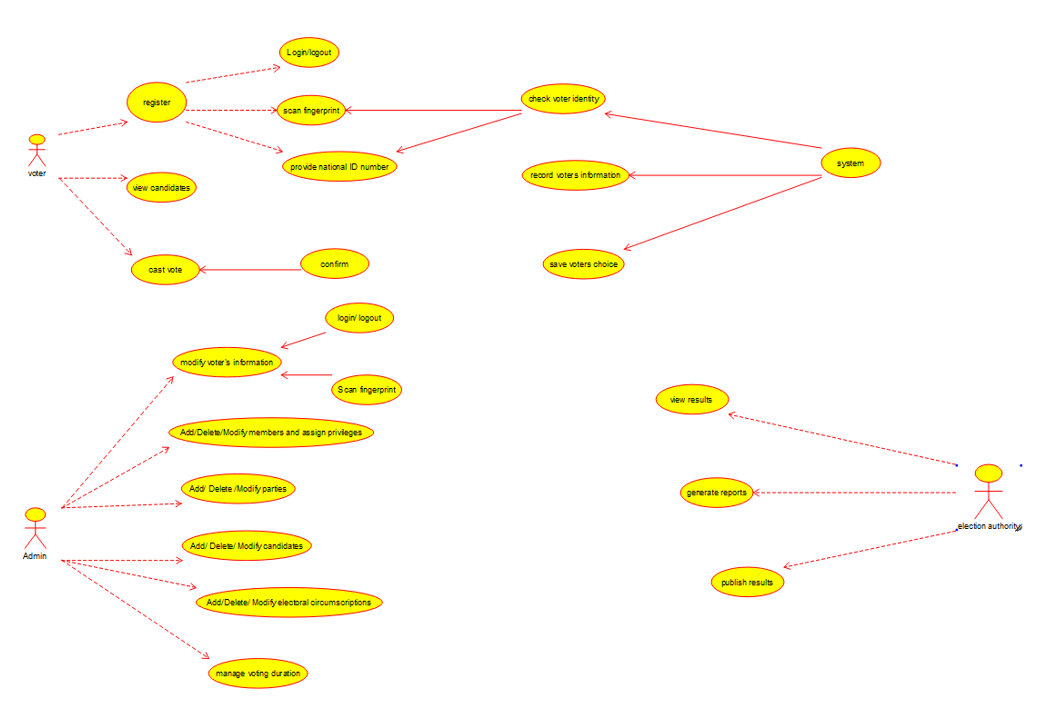 Login/logout
register
scan fingerprint
check voter identity
voter
provide national ID number
system
view candidates
record voters information
cast vote
confirm
save voters choice
login/ logout
modify voter's information
Scan fingerprint
view results
Add/Delete/Modify members and assign privileges
Add/ Delete /Modify parties
generate reports
election authority
Admin
Add/ Delete/ Modify candidates
publish results
Add/Delete/ Modify electoral circumscriptions
manage voting duration